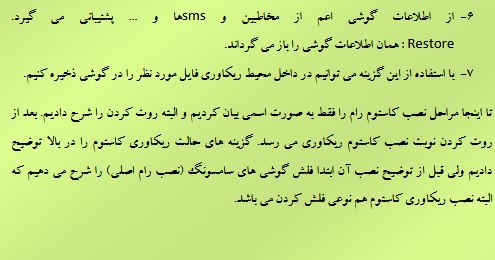 ۶- از اطلاعات گوشی اعم از مخاطبین و smsها و ... پشتیبانی می گیرد.
Restore : همان اطلاعات گوشی را باز می گرداند.
۷- با استفاده از این گزینه می توانیم در داخل محیط ریکاوری فایل مورد نظر را در گوشی ذخیره کنیم.
تا اینجا مراحل نصب کاستوم رام را فقط به صورت اسمی بیان کردیم و البته روت کردن را شرح دادیم. بعد از
روت کردن نوبت نصب کاستوم ریکاوری می رسد. گزینه های حالت ریکاوری کاستوم را در بالا توضیح
دادیم ولی قبل از توضیح نصب آن ابتدا فلش گوشی های سامسونگ (نصب رام اصلی) را شرح می دهیم که
البته نصب ریکاوری کاستوم هم نوعی فلش کردن می باشد.